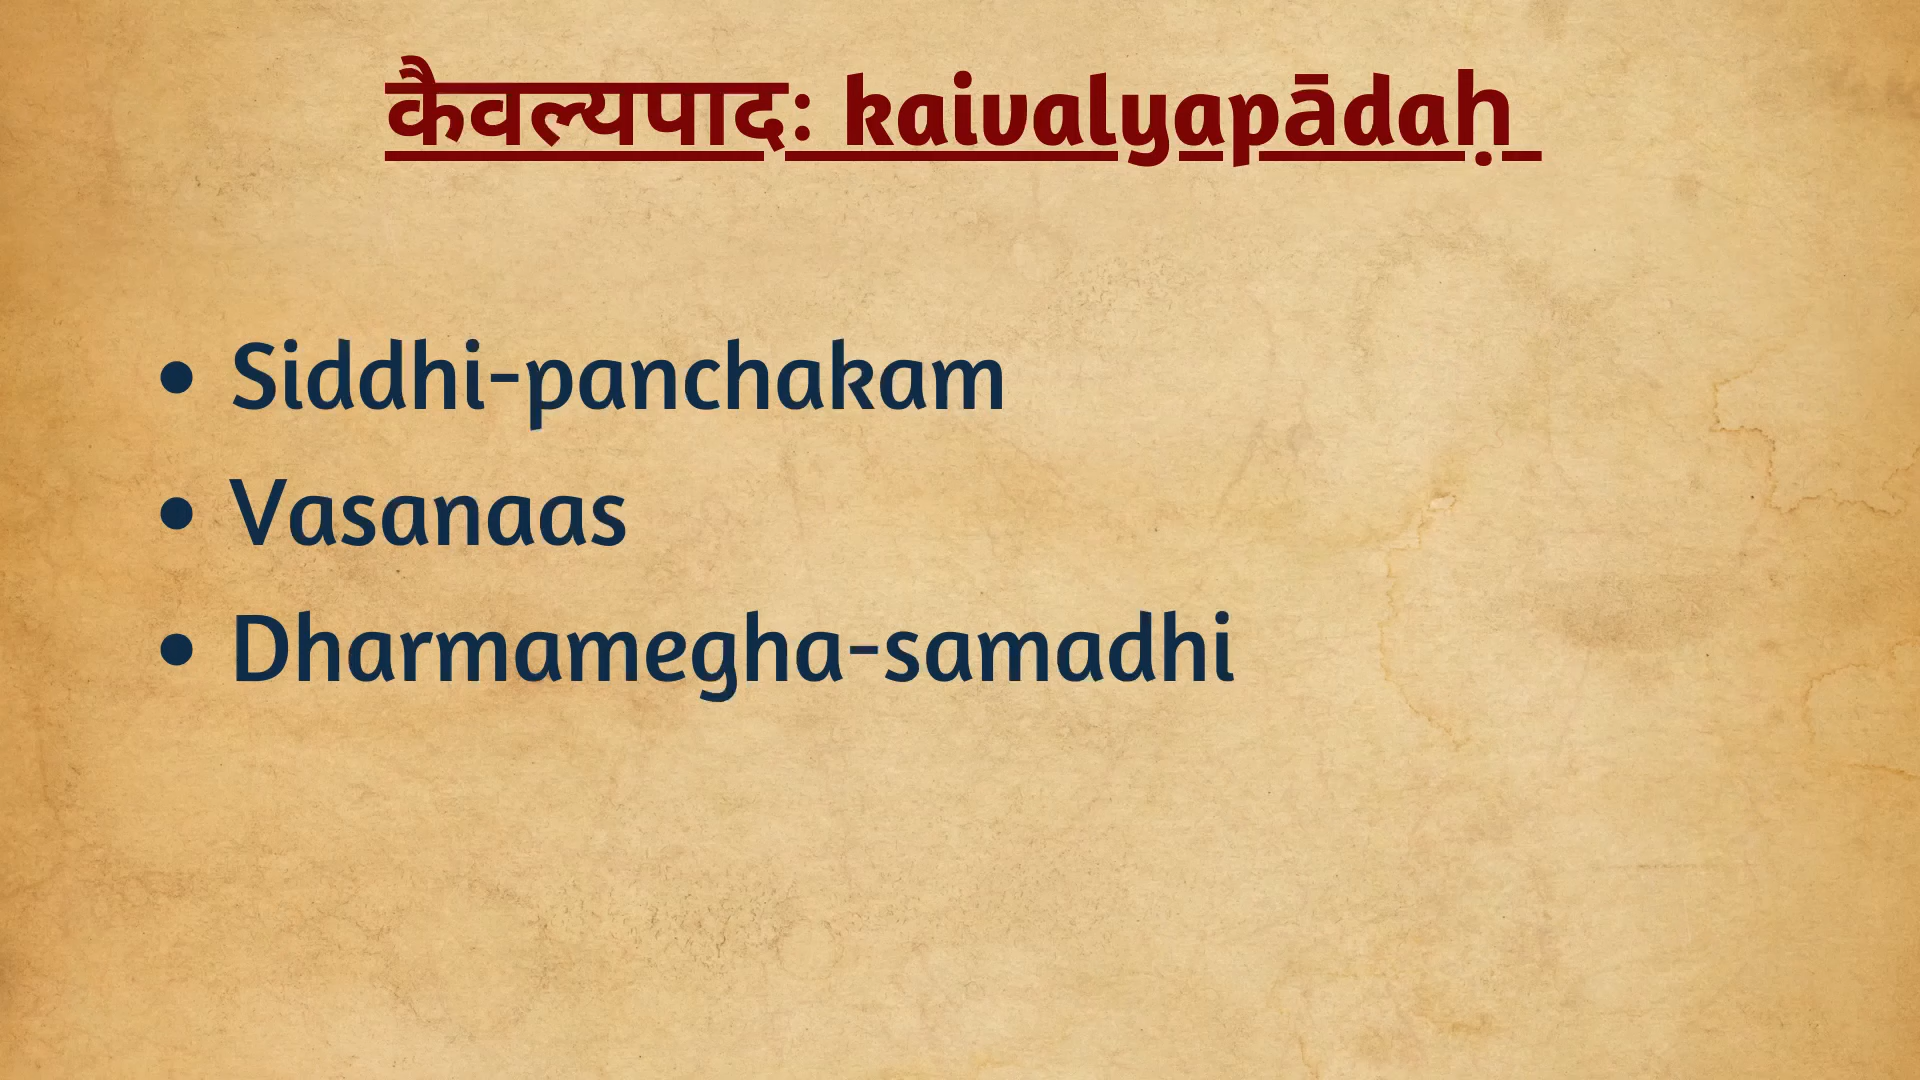 कैवल्यपादः kaivalyapādaḥ
• Siddhi-panchakam
• Vasanaas
• Dharmamegha-samadhi